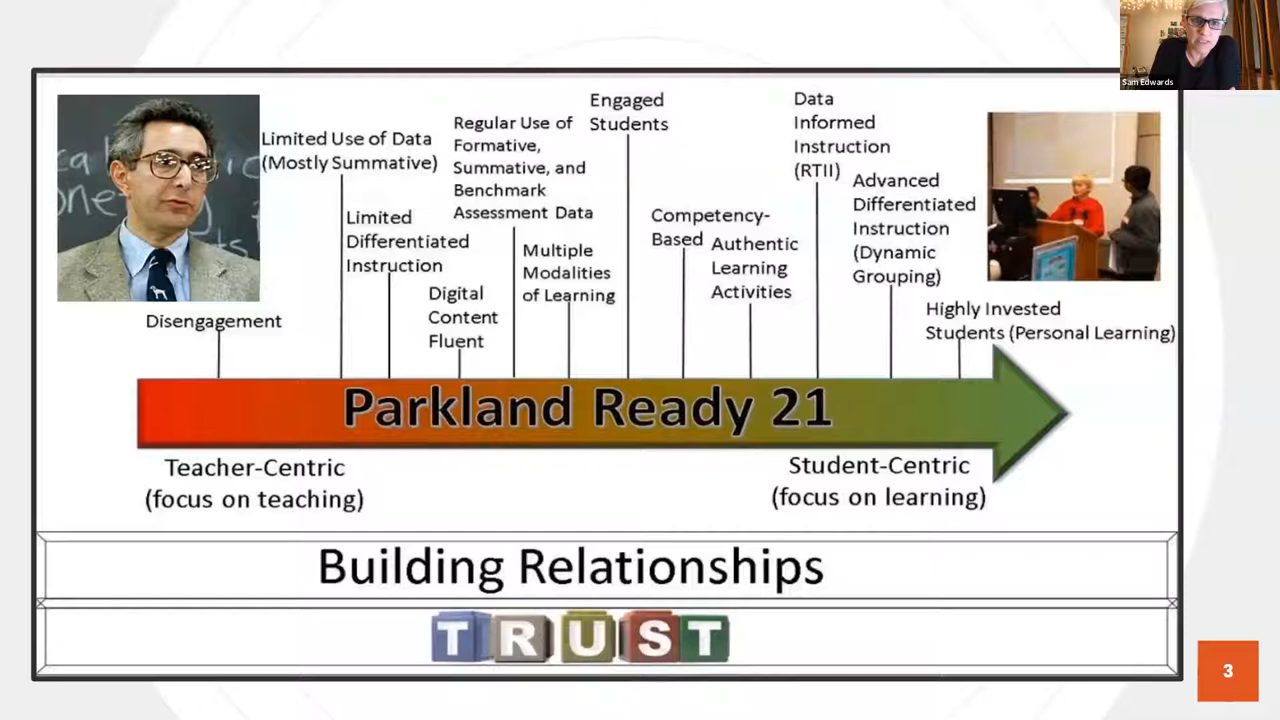 Sam Edwards
Engaged
Students
Data
Informed
Instruction
(RTII)
Limited Use of Data
(Mostly Summative)
Regular Use of
Formative,
Summative, and
Benchmark
Assessment Data
Advanced
Differentiated
Instruction
(Dynamic
Grouping)
Limited
Differentiated
Instruction
Competency-
Based
Authentic
Learning
Activities
Multiple
Modalities
of Learning
Digital
Content
Fluent
Disengagement
Highly Invested
Students (Personal Learning)
Parkland Ready 21
Teacher-Centric
(focus on teaching)
Student-Centric
(focus on learning)
Building Relationships
TRUST
3